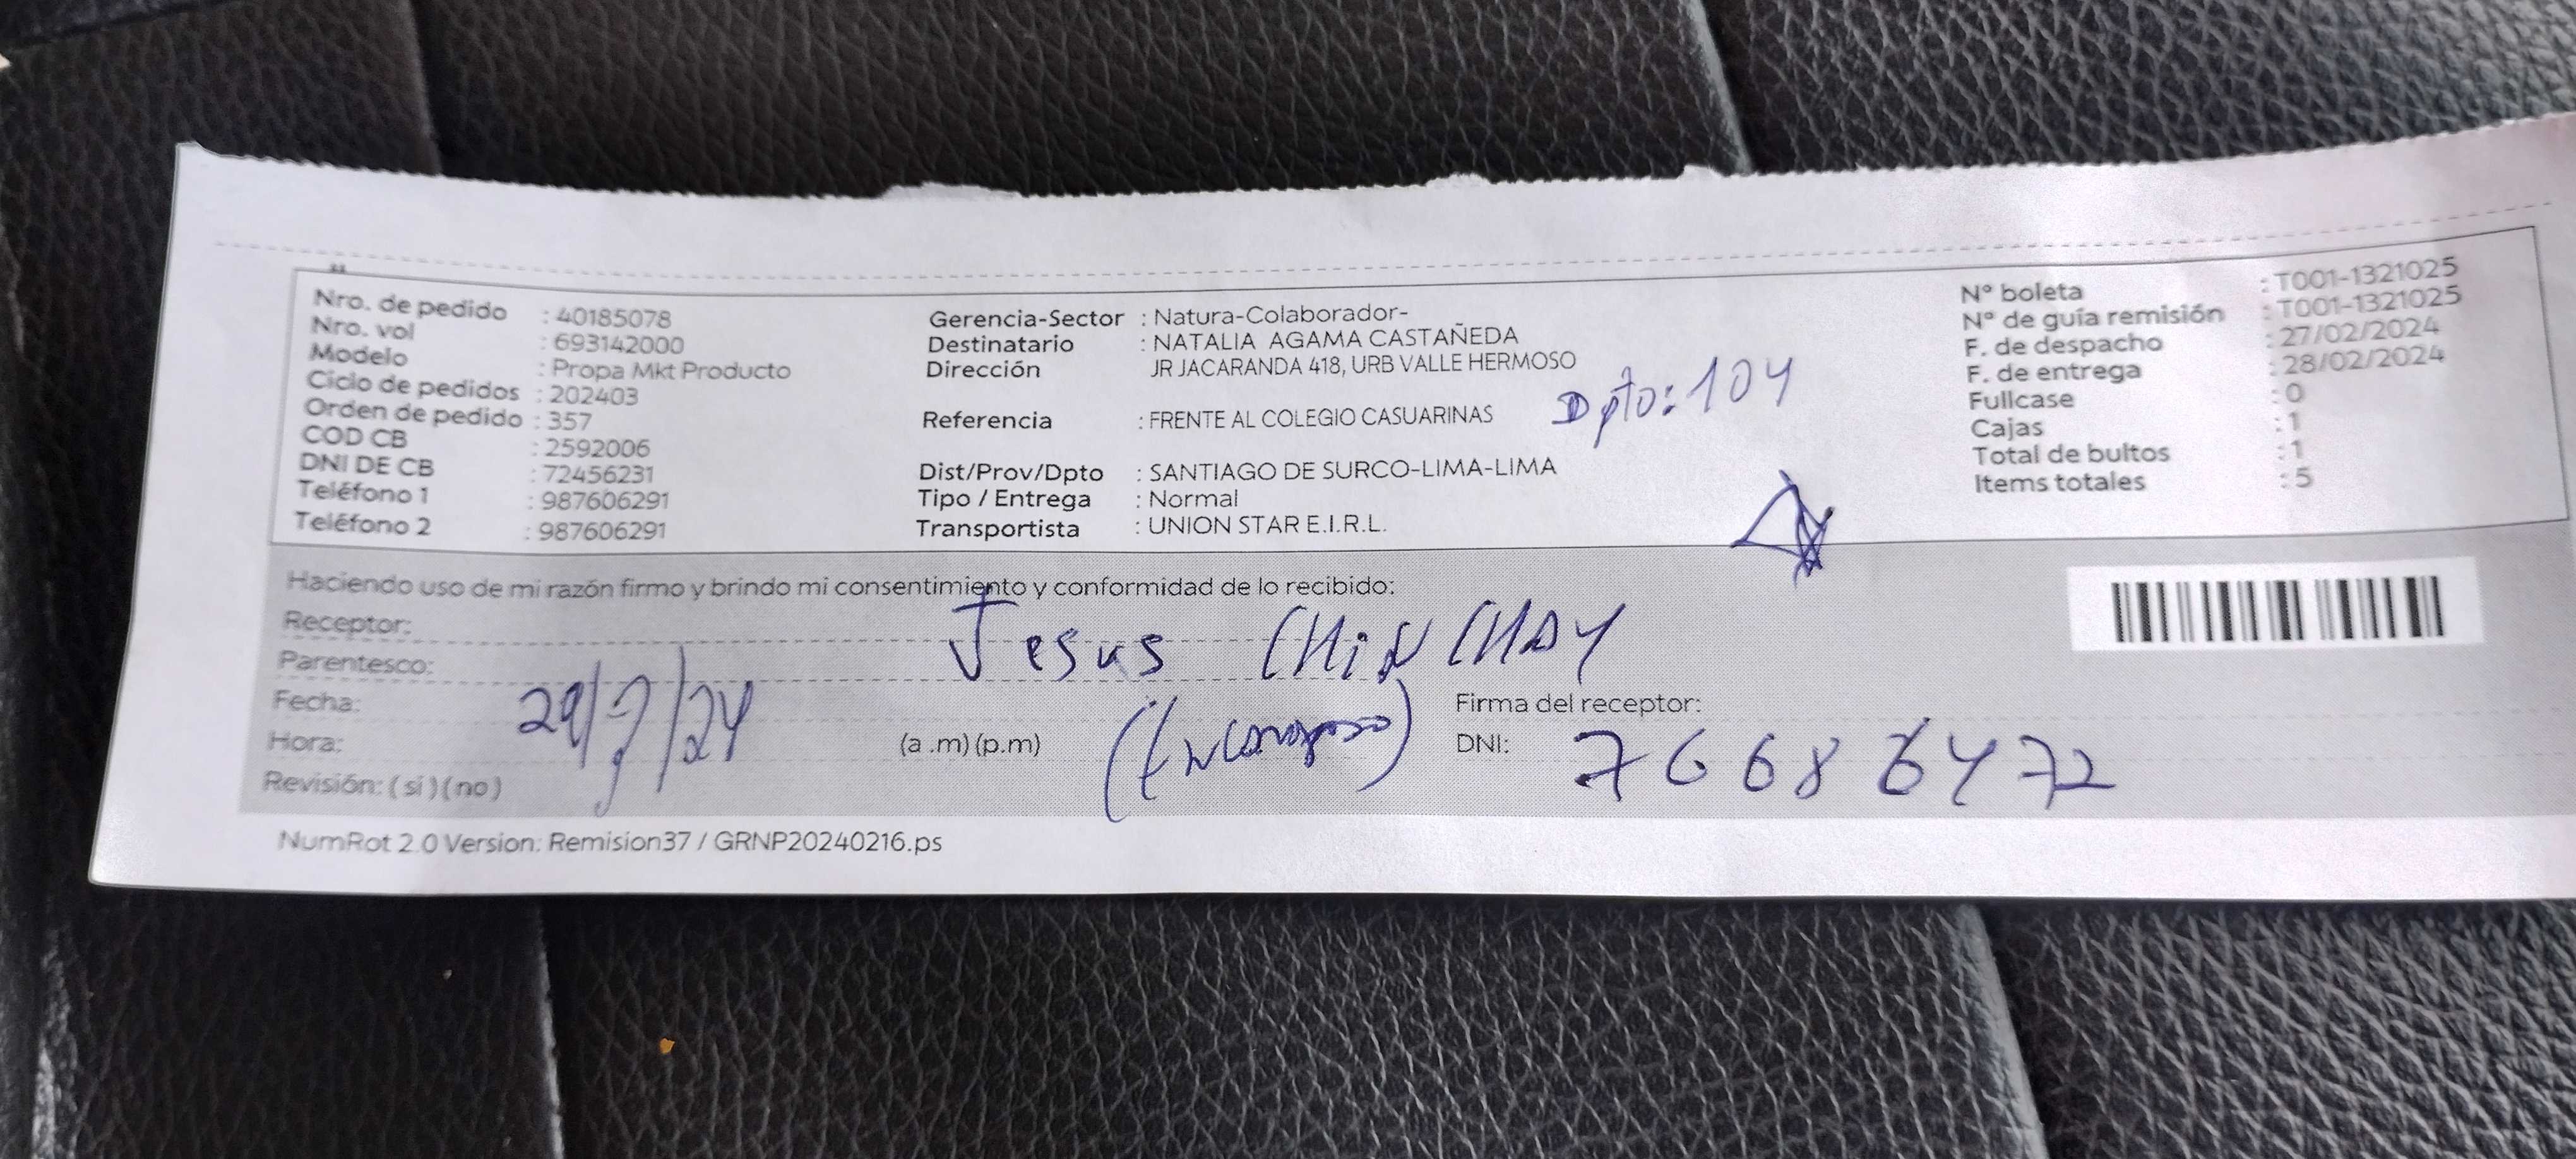 Nro. de pedido : 40185078
Nro. vol : 693142000
Modelo : Propa Mkt Producto
Ciclo de pedidos : 202403
Orden de pedido : 357
COD CB : 2592006
DNI DE CB : 72456231
Teléfono 1 : 987606291
Teléfono 2 : 987606291
Gerencia-Sector : Natura-Colaborador-
Destinatario : NATALIA AGAMA CASTAÑEDA
Dirección JR JACARANDA 418, URB VALLE HERMOSO
Dpto: 104
Referencia : FRENTE AL COLEGIO CASUARINAS
Dist/Prov/Dpto : SANTIAGO DE SURCO-LIMA-LIMA
Tipo / Entrega : Normal
Transportista : UNION STAR E.I.R.L.
N° boleta : T001-1321025
N° de guía remisión : T001-1321025
F. de despacho : 27/02/2024
F. de entrega : 28/02/2024
Fullcase : 0
Cajas : 1
Total de bultos : 1
Items totales : 5
Haciendo uso de mi razón firmo y brindo mi consentimiento y conformidad de lo recibido:
Receptor: Jesus CHINCHAY
Parentesco:
Fecha:
Hora: (a .m) (p.m)
Revisión: ( si ) ( no )
Firma del receptor:
DNI: 76686472
NumRot 2.0 Version: Remision37 / GRNP20240216.ps